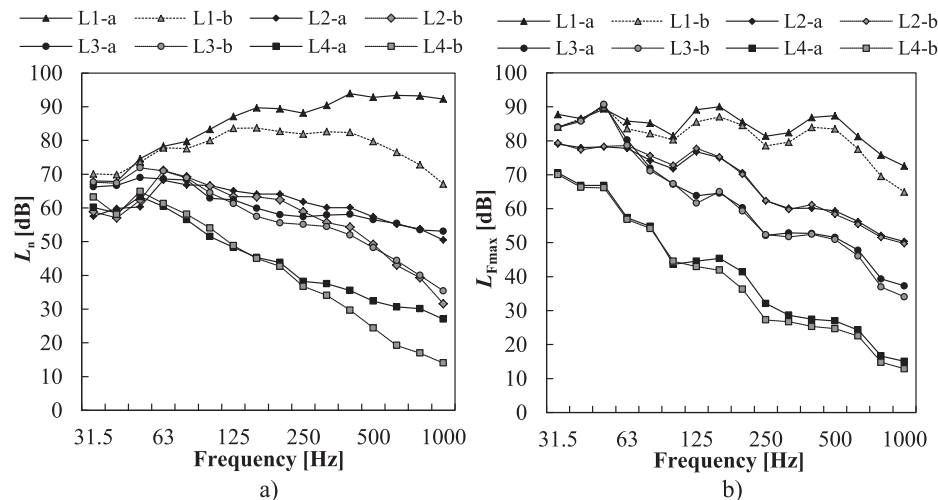 L1-a L1-b L2-a L2-b
L3-a L3-b L4-a L4-b
100
90
80
70
60
50
40
30
20
10
0
Ln [dB]
31.5 63 125 250 500 1000
Frequency [Hz]
a)
L1-a L1-b L2-a L2-b
L3-a L3-b L4-a L4-b
100
90
80
70
60
50
40
30
20
10
0
LFmax [dB]
31.5 63 125 250 500 1000
Frequency [Hz]
b)